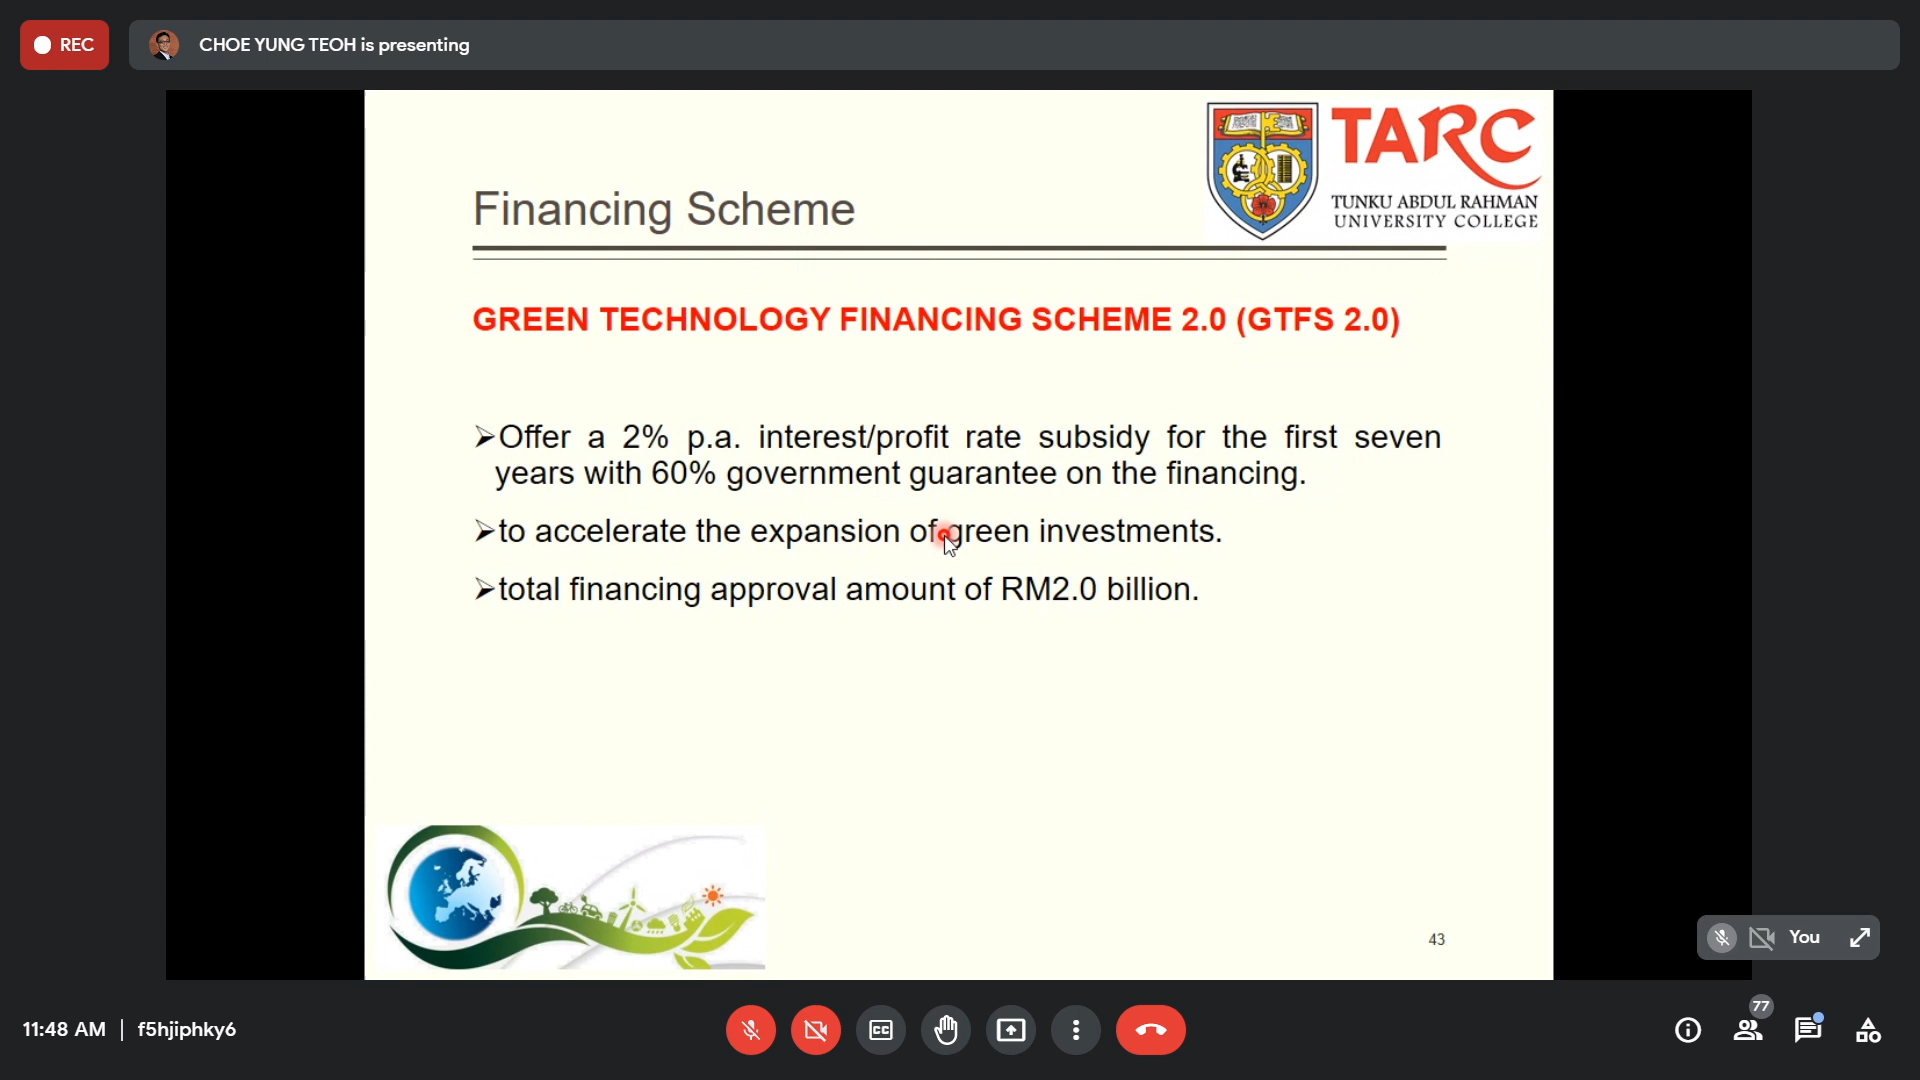 REC
CHOE YUNG TEOH is presenting
TARC
TUNKU ABDUL RAHMAN
UNIVERSITY COLLEGE
Financing Scheme
GREEN TECHNOLOGY FINANCING SCHEME 2.0 (GTFS 2.0)
➢Offer a 2% p.a. interest/profit rate subsidy for the first seven
years with 60% government guarantee on the financing.
➢to accelerate the expansion of green investments.
➢total financing approval amount of RM2.0 billion.
43
You
11:48 AM | f5hjiphky6
CC
77